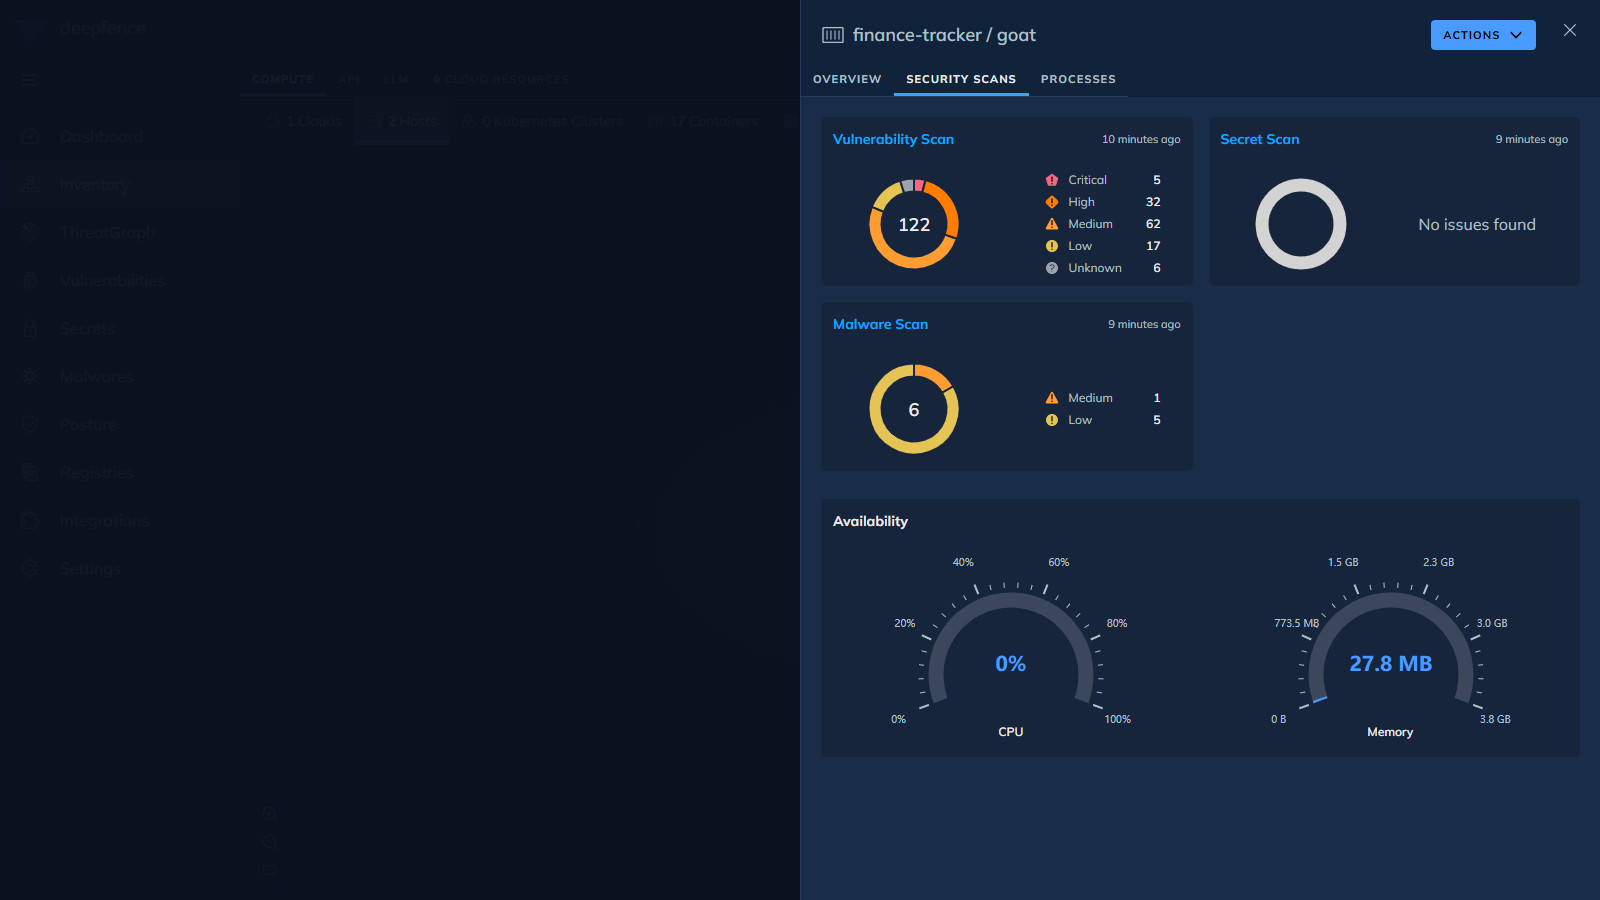 deepfence
finance-tracker / goat
ACTIONS
COMPUTE API LLM 0 CLOUD RESOURCES
OVERVIEW SECURITY SCANS PROCESSES
1 Clouds 2 Hosts 0 Kubernetes Clusters 17 Containers
Dashboard
Inventory
ThreatGraph
Vulnerabilities
Secrets
Malwares
Posture
Registries
Integrations
Settings
Vulnerability Scan 10 minutes ago
122
Critical 5
High 32
Medium 62
Low 17
Unknown 6
Secret Scan 9 minutes ago
No issues found
Malware Scan 9 minutes ago
6
Medium 1
Low 5
Availability
40% 60%
20% 80%
0%
0% 100%
CPU
1.5 GB 2.3 GB
773.5 MB 3.0 GB
27.8 MB
0 B 3.8 GB
Memory